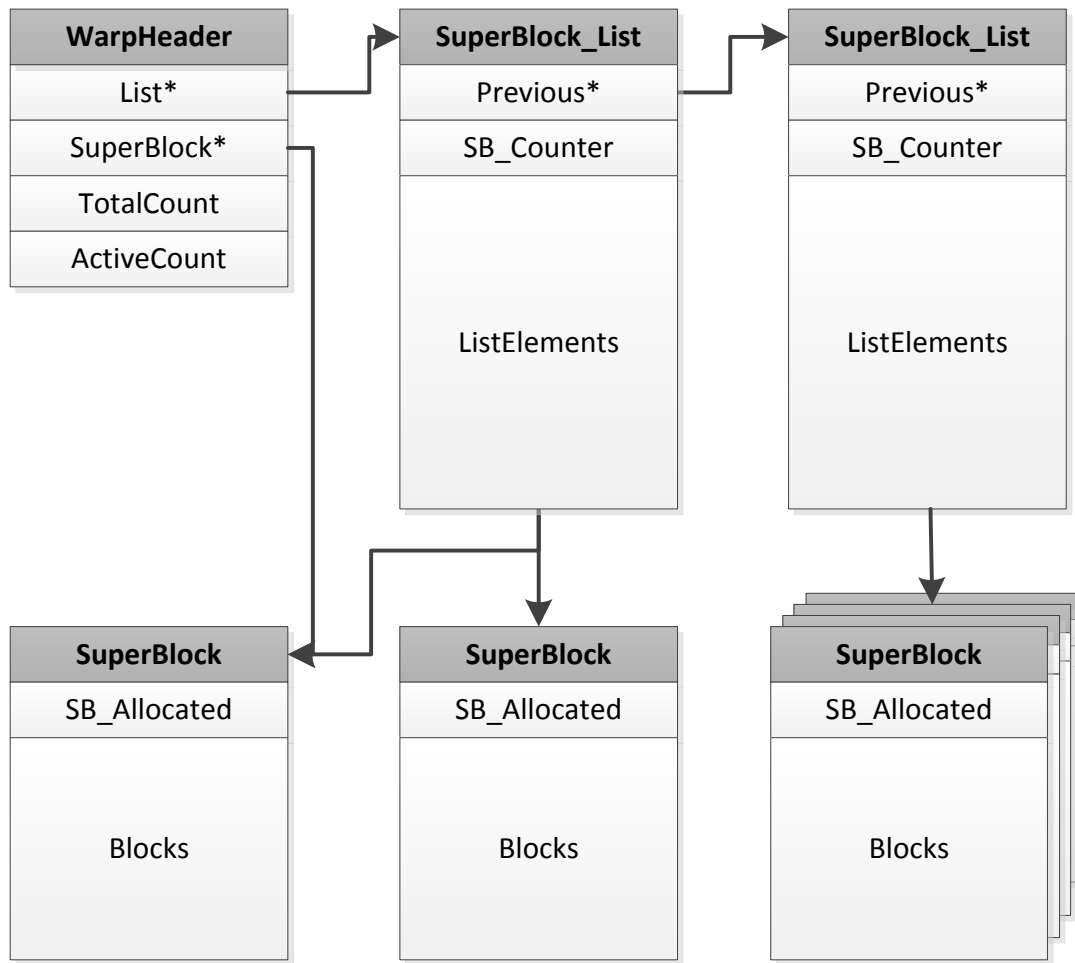 WarpHeader
List*
SuperBlock*
TotalCount
ActiveCount
SuperBlock_List
Previous*
SB_Counter
ListElements
SuperBlock_List
Previous*
SB_Counter
ListElements
SuperBlock
SB_Allocated
Blocks
SuperBlock
SB_Allocated
Blocks
SuperBlock
SB_Allocated
Blocks